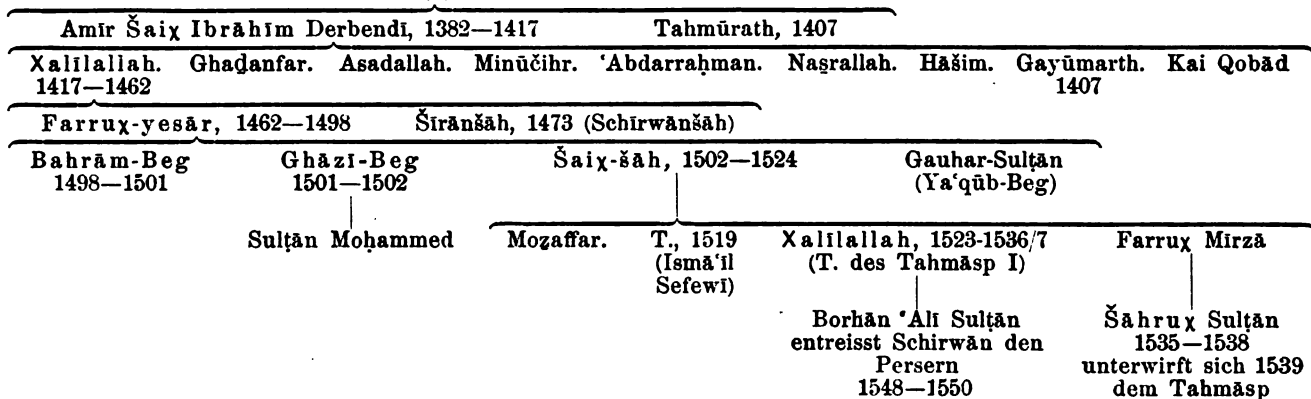 Amīr Šaiχ Ibrāhīm Derbendī, 1382—1417 Tahmūrath, 1407
Xalīlallah. Ghaḍanfar. Asadallah. Minūčihr. ʿAbdarraḥman. Naṣrallah. Hāšim. Gayūmarth. Kai Qobād
1417—1462 1407
Farruχ-yesār, 1462—1498 Šīrānšāh, 1473 (Schīrwānšāh)
Bahrām-Beg Ghāzī-Beg Šaiχ-šāh, 1502—1524 Gauhar-Sulṭān
1498—1501 1501—1502 (Yaʿqūb-Beg)
Sulṭān Moḥammed Moẓaffar. T., 1519 Xalīlallah, 1523-1536/7 Farruχ Mīrzā
(Ismāʿīl (T. des Tahmāsp I)
Sefewī)
Borhān ʿAlī Sulṭān Šāhruχ Sulṭān
entreisst Schirwān den 1535—1538
Persern unterwirft sich 1539
1548—1550 dem Tahmāsp